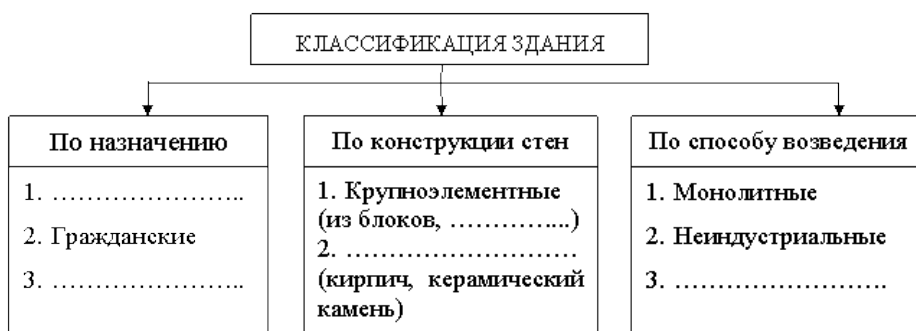 КЛАССИФИКАЦИЯ ЗДАНИЯ
По назначению
1. …………………..
2. Гражданские
3. …………………..
По конструкции стен
1. Крупноэлементные
(из блоков, …………...)
2. ………………………
(кирпич, керамический
камень)
По способу возведения
1. Монолитные
2. Неиндустриальные
3. …………………….